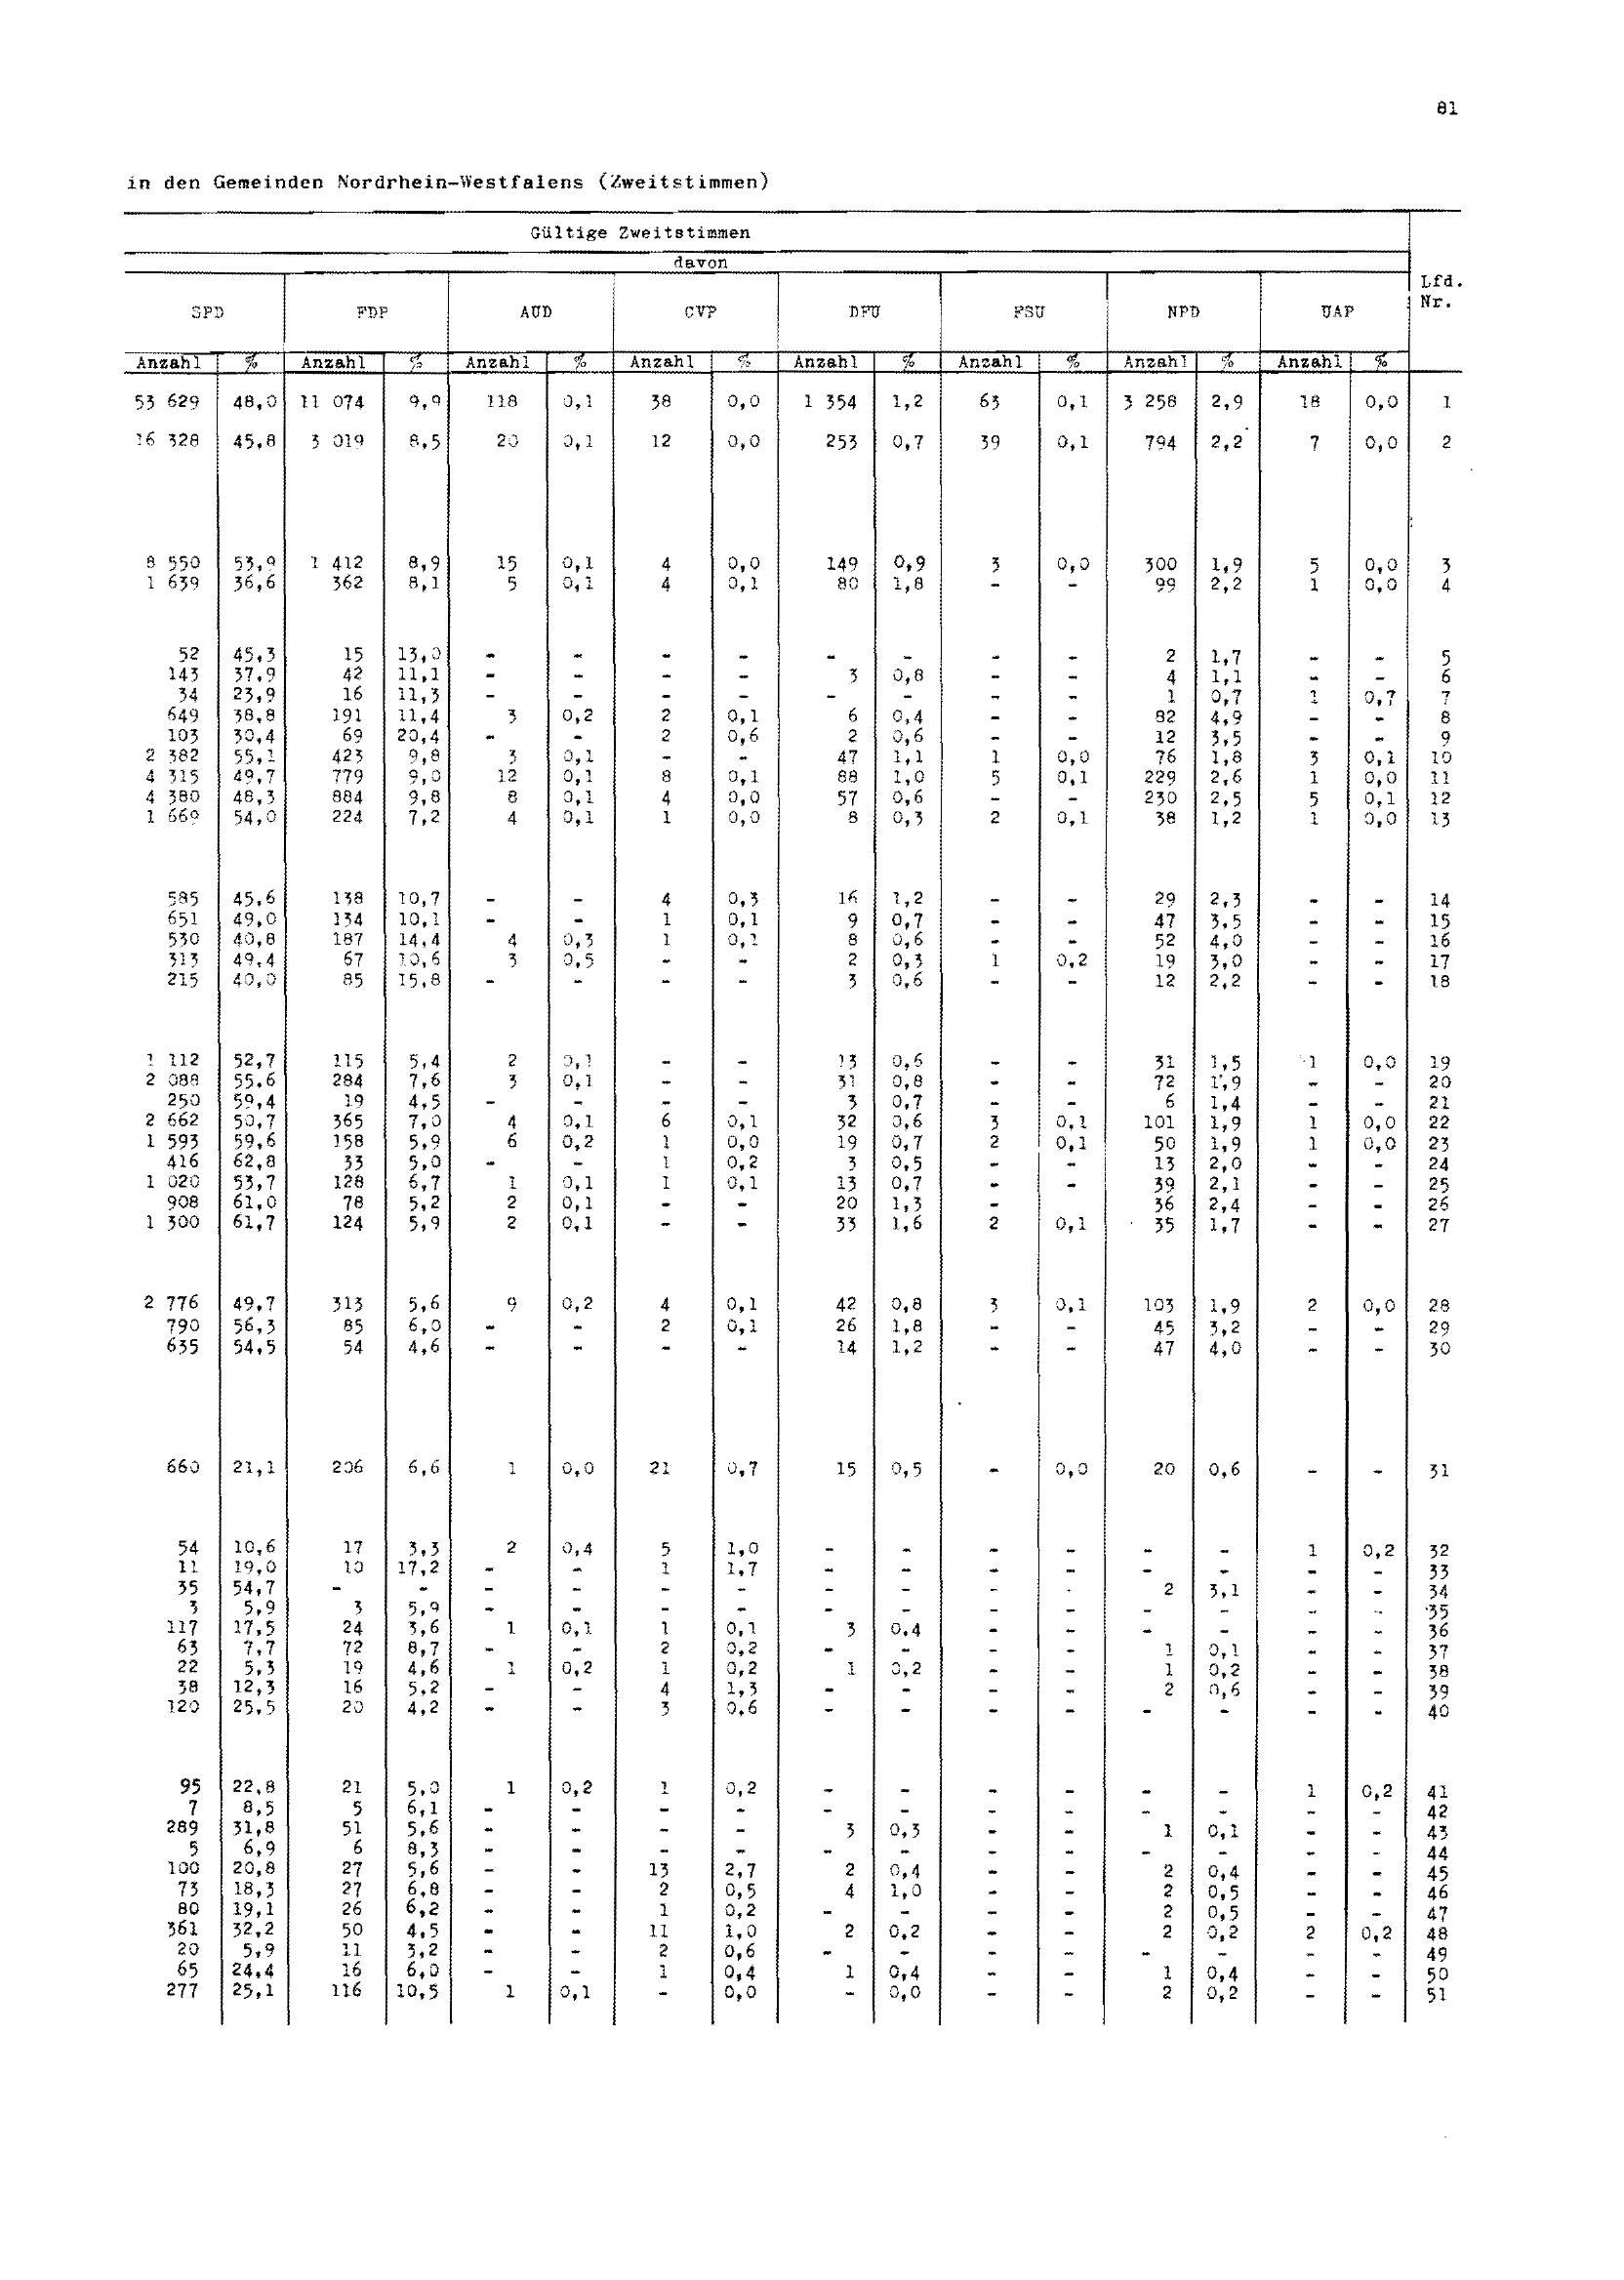 81
in den Gemeinden Nordrhein-Westfalens (Zweitstimmen)
Gültige Zweitstimmen
davon
Lfd. Nr.
SPD FDP AUD CVP DFU FSU NPD UAP
Anzahl % Anzahl % Anzahl % Anzahl % Anzahl % Anzahl % Anzahl % Anzahl %
53 629 48,0 11 074 9,9 118 0,1 38 0,0 1 354 1,2 63 0,1 3 258 2,9 18 0,0 1
16 328 45,8 3 019 8,5 20 0,1 12 0,0 253 0,7 39 0,1 794 2,2 7 0,0 2
8 550 53,9 1 412 8,9 15 0,1 4 0,0 149 0,9 3 0,0 300 1,9 5 0,0 3
1 639 36,6 362 8,1 5 0,1 4 0,1 80 1,8 - - 99 2,2 1 0,0 4
52 45,3 15 13,0 - - - - - - - - 2 1,7 - - 5
143 37,9 42 11,1 - - - - 3 0,8 - - 4 1,1 - - 6
34 23,9 16 11,3 - - - - - - - - 1 0,7 1 0,7 7
649 38,8 191 11,4 3 0,2 2 0,1 6 0,4 - - 82 4,9 - - 8
103 30,4 69 20,4 - - 2 0,6 2 0,6 - - 12 3,5 - - 9
2 382 55,1 423 9,8 3 0,1 - - 47 1,1 1 0,0 76 1,8 3 0,1 10
4 315 49,7 779 9,0 12 0,1 8 0,1 88 1,0 5 0,1 229 2,6 1 0,0 11
4 380 48,3 884 9,8 8 0,1 4 0,0 57 0,6 - - 230 2,5 5 0,1 12
1 669 54,0 224 7,2 4 0,1 1 0,0 8 0,3 2 0,1 38 1,2 1 0,0 13
585 45,6 138 10,7 - - 4 0,3 16 1,2 - - 29 2,3 - - 14
651 49,0 134 10,1 - - 1 0,1 9 0,7 - - 47 3,5 - - 15
530 40,8 187 14,4 4 0,3 1 0,1 8 0,6 - - 52 4,0 - - 16
313 49,4 67 10,6 3 0,5 - - 2 0,3 1 0,2 19 3,0 - - 17
215 40,0 85 15,8 - - - - 3 0,6 - - 12 2,2 - - 18
1 112 52,7 115 5,4 2 0,1 - - 13 0,6 - - 31 1,5 1 0,0 19
2 088 55,6 284 7,6 3 0,1 - - 31 0,8 - - 72 1,9 - - 20
250 59,4 19 4,5 - - - - 3 0,7 - - 6 1,4 - - 21
2 662 50,7 365 7,0 4 0,1 6 0,1 32 0,6 3 0,1 101 1,9 1 0,0 22
1 593 59,6 158 5,9 6 0,2 1 0,0 19 0,7 2 0,1 50 1,9 1 0,0 23
416 62,8 33 5,0 - - 1 0,2 3 0,5 - - 13 2,0 - - 24
1 020 53,7 128 6,7 1 0,1 1 0,1 13 0,7 - - 39 2,1 - - 25
908 61,0 78 5,2 2 0,1 - - 20 1,3 - 36 2,4 - - 26
1 300 61,7 124 5,9 2 0,1 - - 33 1,6 2 0,1 35 1,7 - - 27
2 776 49,7 313 5,6 9 0,2 4 0,1 42 0,8 3 0,1 103 1,9 2 0,0 28
790 56,3 85 6,0 - - 2 0,1 26 1,8 - - 45 3,2 - - 29
635 54,5 54 4,6 - - - - 14 1,2 - - 47 4,0 - - 30
660 21,1 206 6,6 1 0,0 21 0,7 15 0,5 - 0,0 20 0,6 - - 31
54 10,6 17 3,3 2 0,4 5 1,0 - - - - - - 1 0,2 32
11 19,0 10 17,2 - - 1 1,7 - - - - - - - - 33
35 54,7 - - - - - - - - - - 2 3,1 - - 34
3 5,9 3 5,9 - - - - - - - - - - - - 35
117 17,5 24 3,6 1 0,1 1 0,1 3 0,4 - - - - - - 36
63 7,7 72 8,7 - - 2 0,2 - - - - 1 0,1 - - 37
22 5,3 19 4,6 1 0,2 1 0,2 1 0,2 - - 1 0,2 - - 38
38 12,3 16 5,2 - - 4 1,3 - - - - 2 0,6 - - 39
120 25,5 20 4,2 - - 3 0,6 - - - - - - - - 40
95 22,8 21 5,0 1 0,2 1 0,2 - - - - - - 1 0,2 41
7 8,5 5 6,1 - - - - - - - - - - - - 42
289 31,8 51 5,6 - - - - 3 0,3 - - 1 0,1 - - 43
5 6,9 6 8,3 - - - - - - - - - - - - 44
100 20,8 27 5,6 - - 13 2,7 2 0,4 - - 2 0,4 - - 45
73 18,3 27 6,8 - - 2 0,5 4 1,0 - - 2 0,5 - - 46
80 19,1 26 6,2 - - 1 0,2 - - - - 2 0,5 - - 47
361 32,2 50 4,5 - - 11 1,0 2 0,2 - - 2 0,2 2 0,2 48
20 5,9 11 3,2 - - 2 0,6 - - - - - - - - 49
65 24,4 16 6,0 - - 1 0,4 1 0,4 - - 1 0,4 - - 50
277 25,1 116 10,5 1 0,1 - 0,0 - 0,0 - - 2 0,2 - - 51